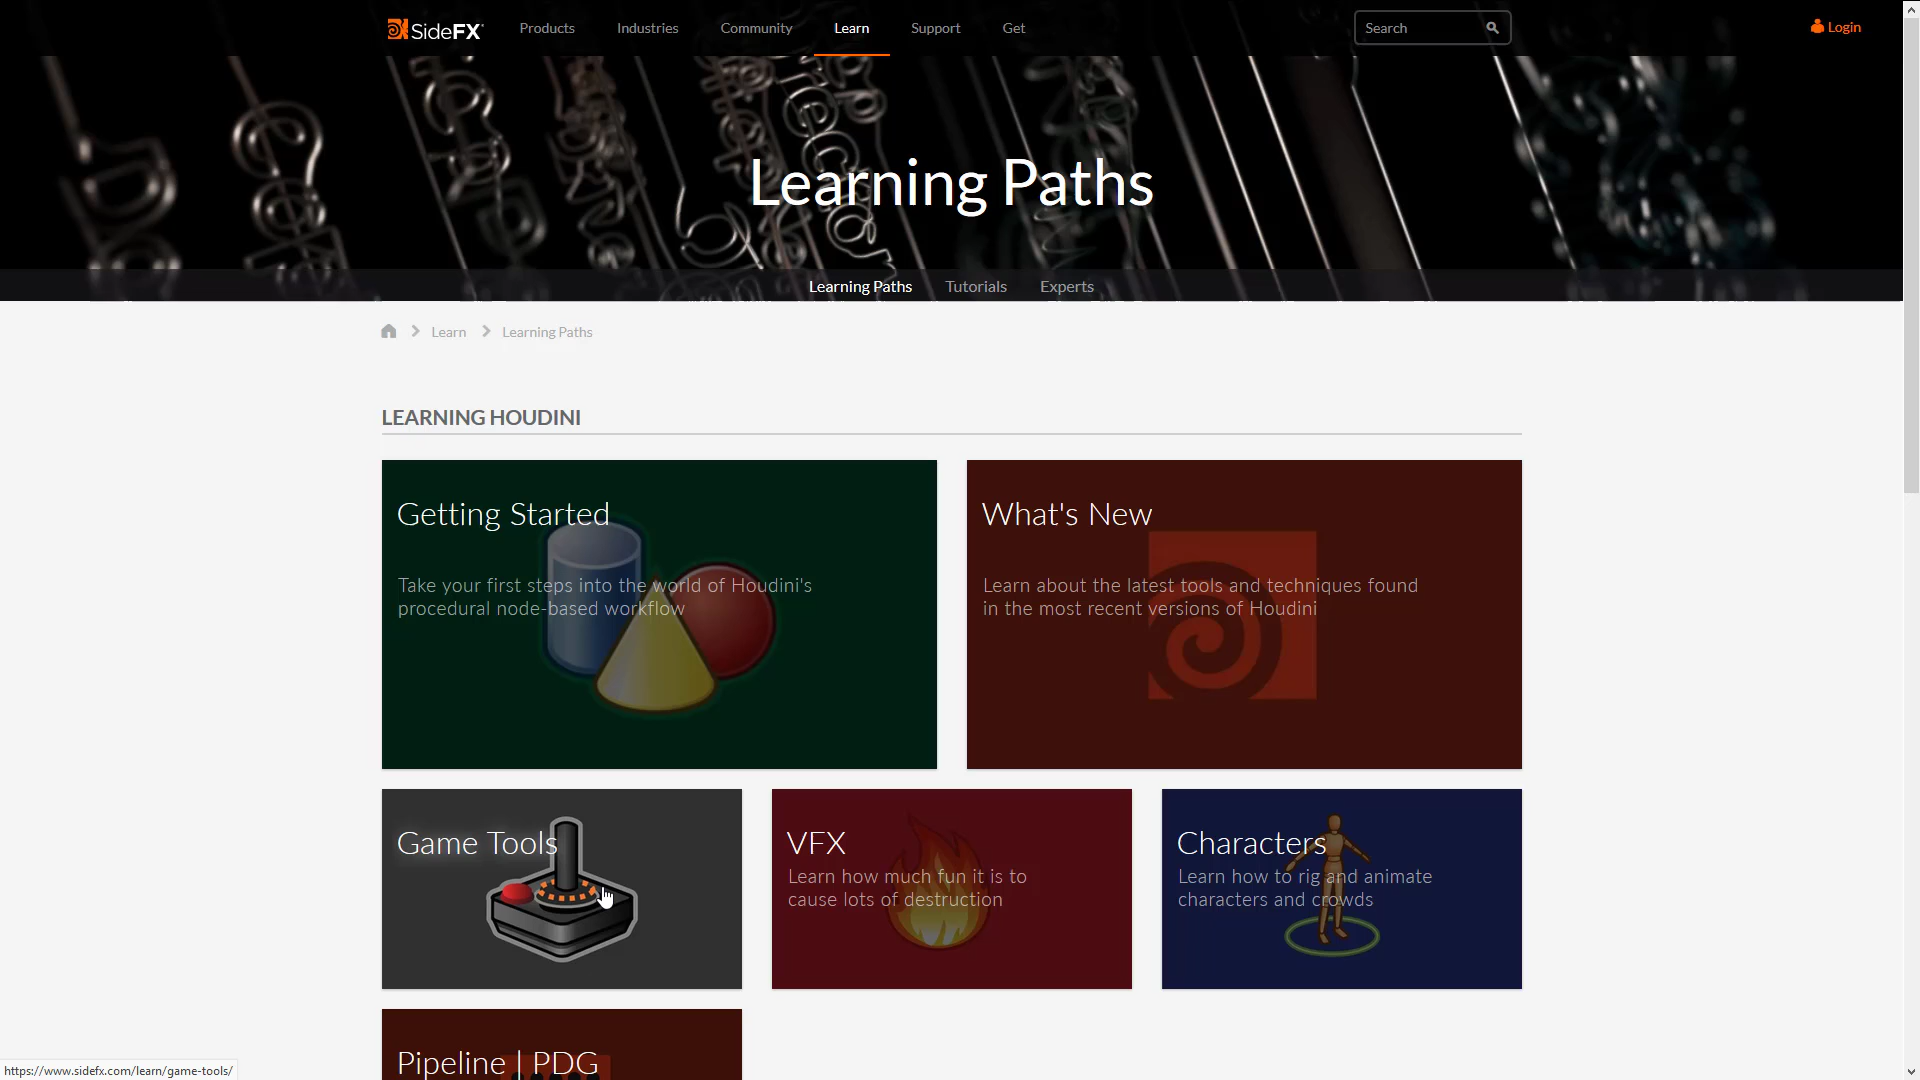 SideFX
Products
Industries
Community
Learn
Support
Get
Search
Login
Learning Paths
Learning Paths
Tutorials
Experts
Learn
Learning Paths
LEARNING HOUDINI
Getting Started
Take your first steps into the world of Houdini's
procedural node-based workflow
What's New
Learn about the latest tools and techniques found
in the most recent versions of Houdini
Game Tools
VFX
Learn how much fun it is to
cause lots of destruction
Characters
Learn how to rig and animate
characters and crowds
Pipeline | PDG
https://www.sidefx.com/learn/game-tools/